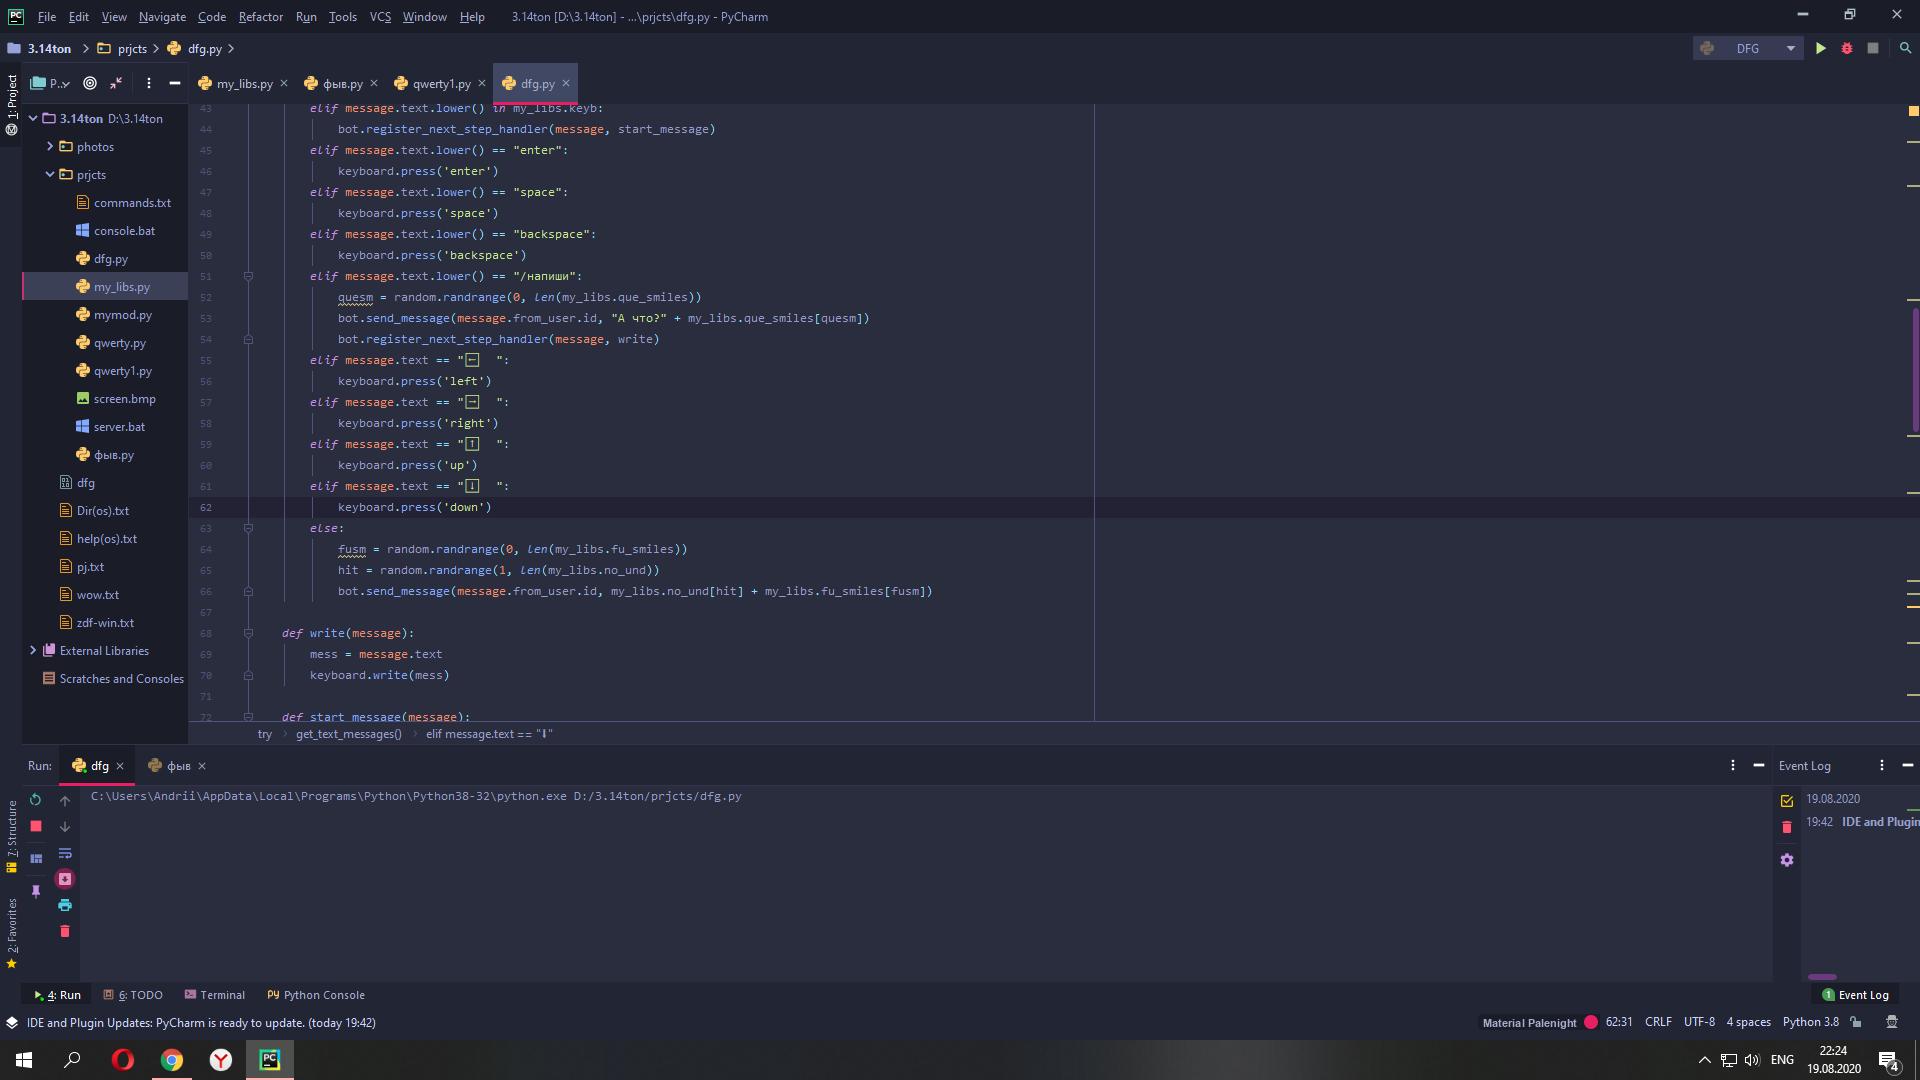 File Edit View Navigate Code Refactor Run Tools VCS Window Help 3.14ton [D:\3.14ton] - ...\prjcts\dfg.py - PyCharm
3.14ton prjcts dfg.py DFG
1: Project P.. my_libs.py фыв.py qwerty1.py dfg.py
3.14ton D:\3.14ton
photos
prjcts
commands.txt
console.bat
dfg.py
my_libs.py
mymod.py
qwerty.py
qwerty1.py
screen.bmp
server.bat
фыв.py
dfg
Dir(os).txt
help(os).txt
pj.txt
wow.txt
zdf-win.txt
External Libraries
Scratches and Consoles
43 elif message.text.lower() in my_libs.keyb:
44 bot.register_next_step_handler(message, start_message)
45 elif message.text.lower() == "enter":
46 keyboard.press('enter')
47 elif message.text.lower() == "space":
48 keyboard.press('space')
49 elif message.text.lower() == "backspace":
50 keyboard.press('backspace')
51 elif message.text.lower() == "/напиши":
52 quesm = random.randrange(0, len(my_libs.que_smiles))
53 bot.send_message(message.from_user.id, "А что?" + my_libs.que_smiles[quesm])
54 bot.register_next_step_handler(message, write)
55 elif message.text == "⬅ ":
56 keyboard.press('left')
57 elif message.text == "➡ ":
58 keyboard.press('right')
59 elif message.text == "⬆ ":
60 keyboard.press('up')
61 elif message.text == "⬇ ":
62 keyboard.press('down')
63 else:
64 fusm = random.randrange(0, len(my_libs.fu_smiles))
65 hit = random.randrange(1, len(my_libs.no_und))
66 bot.send_message(message.from_user.id, my_libs.no_und[hit] + my_libs.fu_smiles[fusm])
67
68 def write(message):
69 mess = message.text
70 keyboard.write(mess)
71
72 def start_message(message):
try get_text_messages() elif message.text == "⬇"
Run: dfg фыв Event Log
C:\Users\Andrii\AppData\Local\Programs\Python\Python38-32\python.exe D:/3.14ton/prjcts/dfg.py
19.08.2020
19:42 IDE and Plugin
7: Structure
2: Favorites
4: Run 6: TODO Terminal Python Console 1 Event Log
IDE and Plugin Updates: PyCharm is ready to update. (today 19:42) Material Palenight 62:31 CRLF UTF-8 4 spaces Python 3.8
ENG 22:24
19.08.2020 4